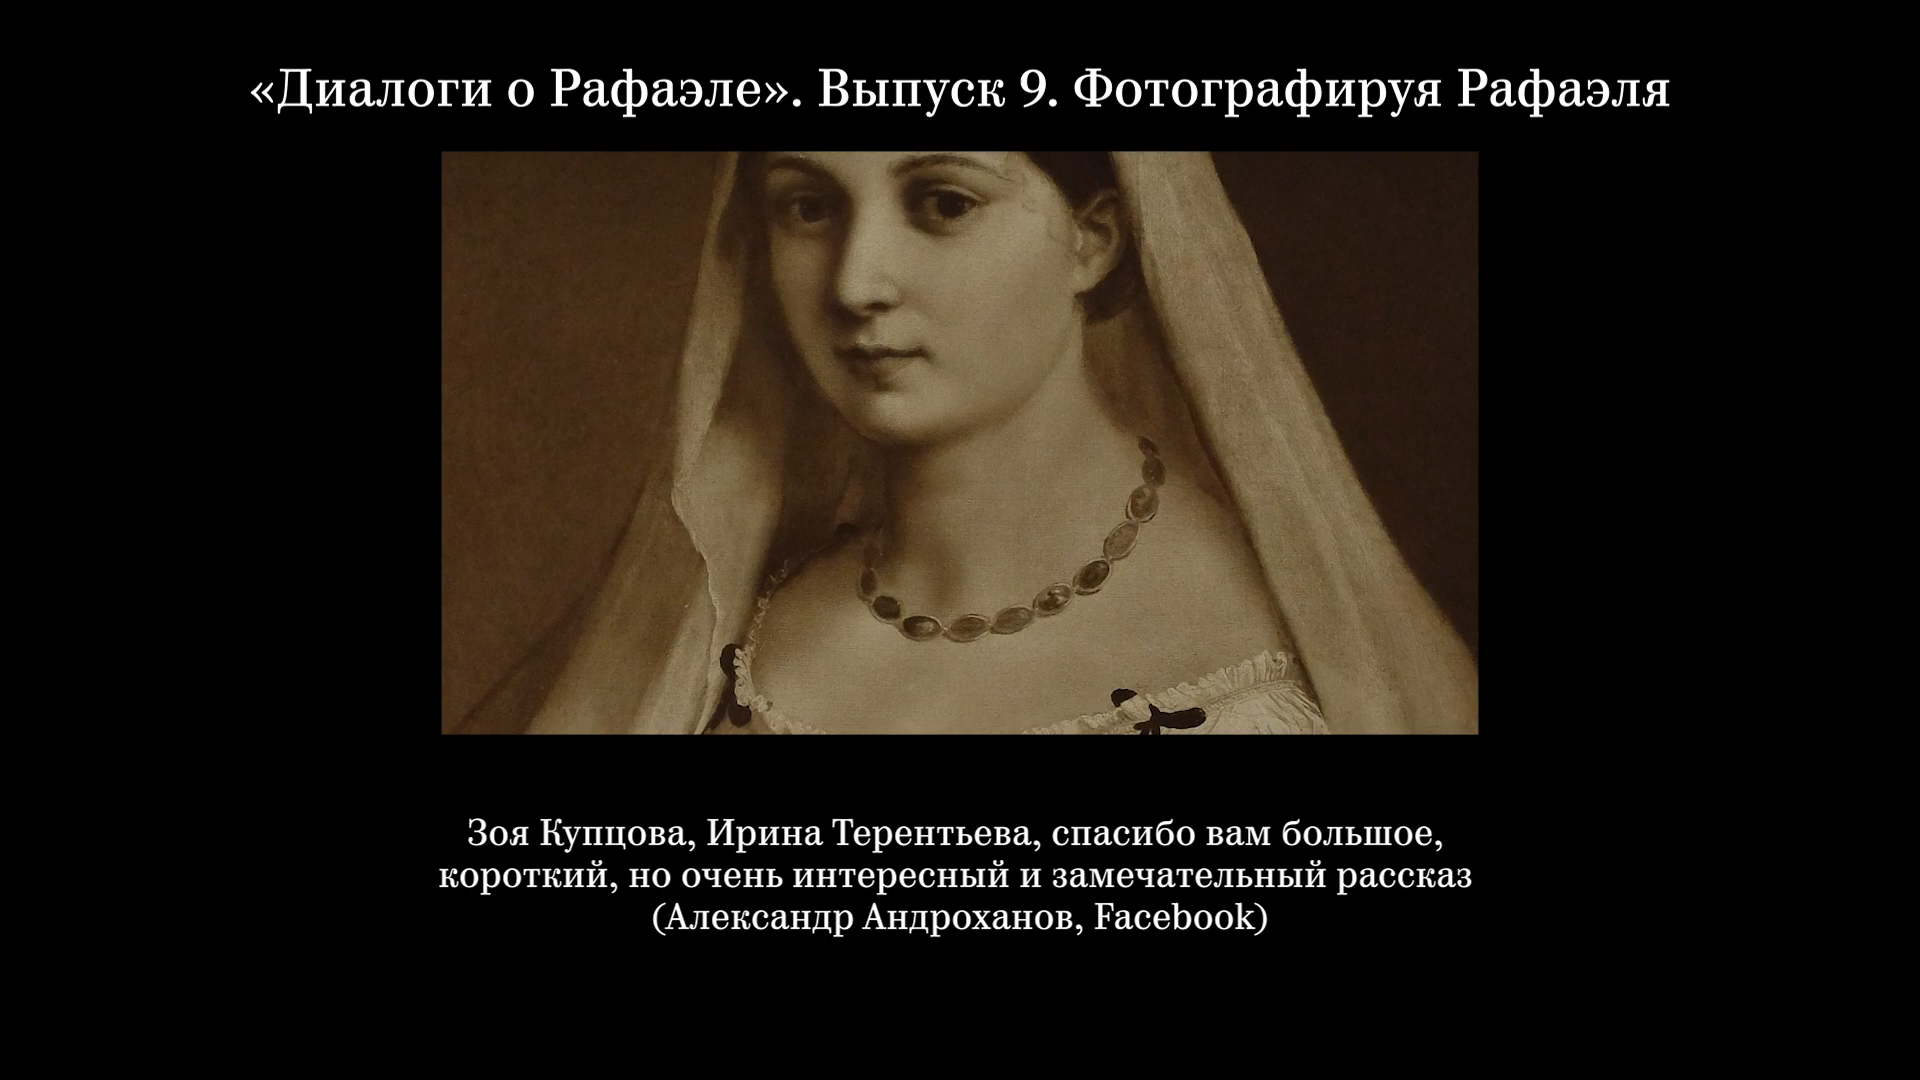 «Диалоги о Рафаэле». Выпуск 9. Фотографируя Рафаэля
Зоя Купцова, Ирина Терентьева, спасибо вам большое,
короткий, но очень интересный и замечательный рассказ
(Александр Андроханов, Facebook)